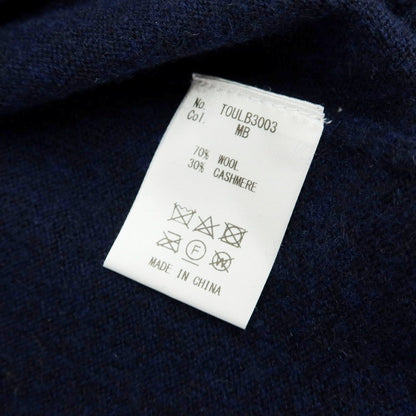 No. TOULB3003
Col. MB
70% WOOL
30% CASHMERE
F
W
MADE IN CHINA